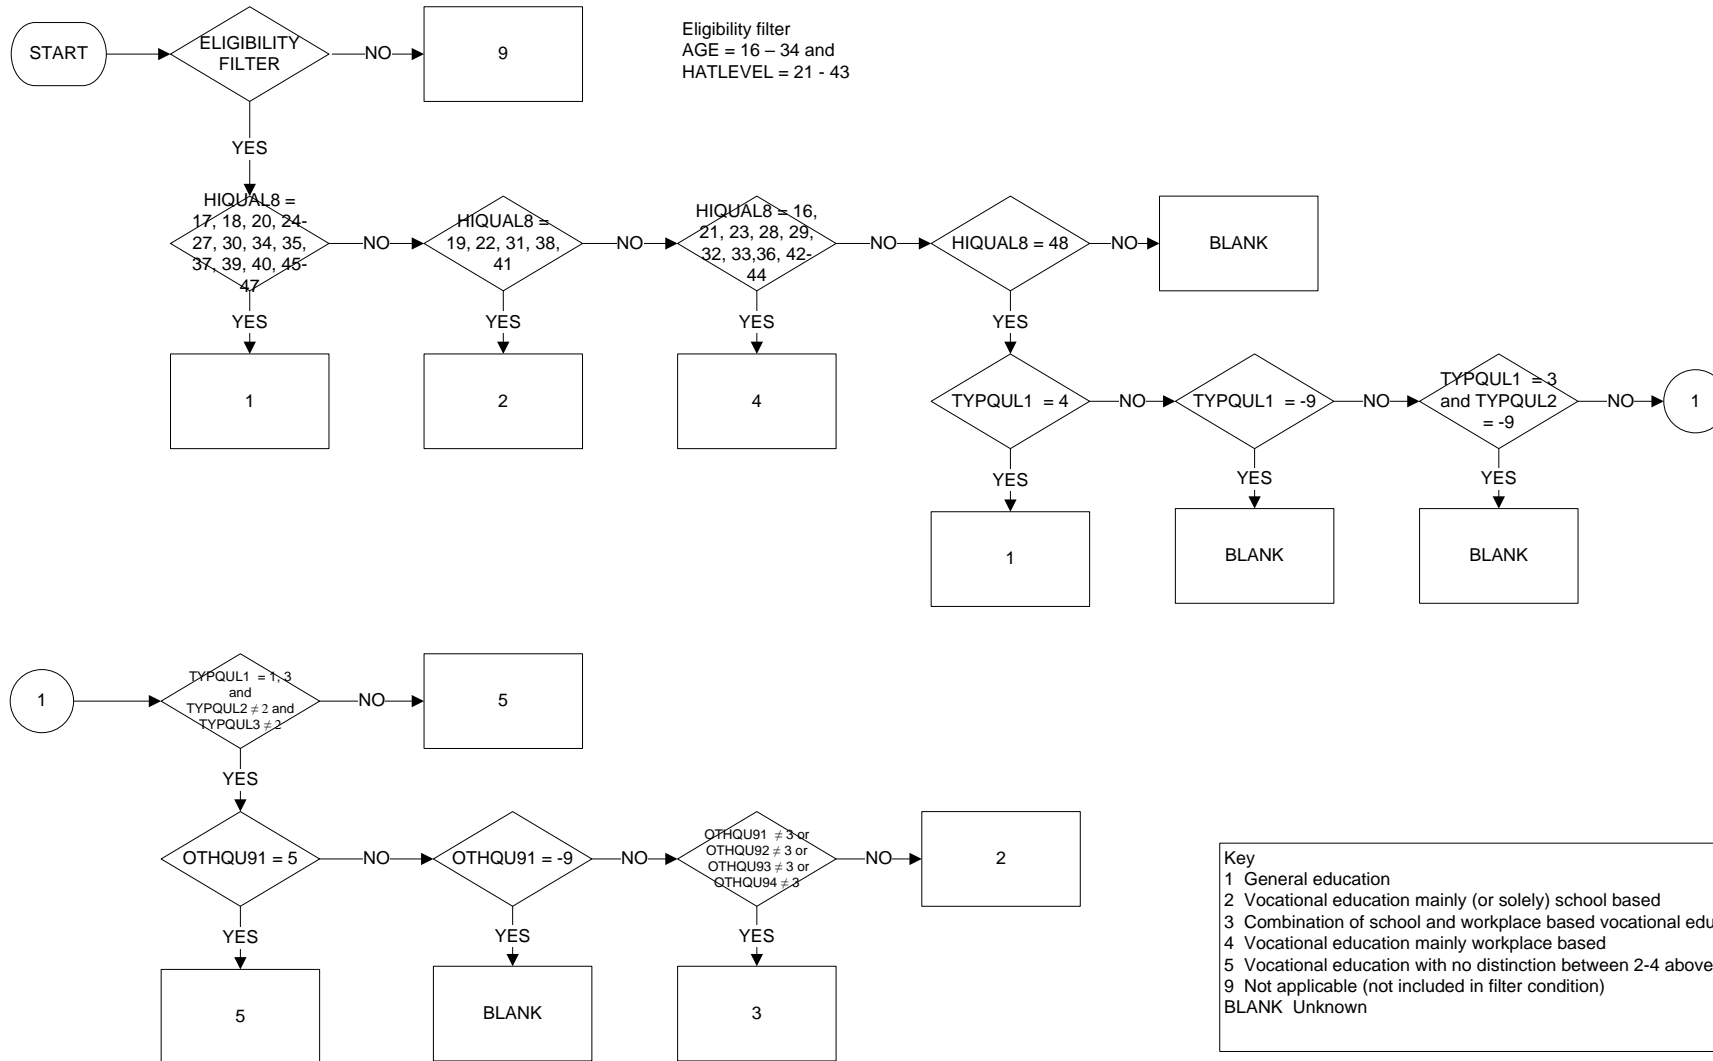 START
ELIGIBILITY
FILTER
NO
9
Eligibility filter
AGE = 16 – 34 and
HATLEVEL = 21 - 43
YES
HIQUAL8 =
17, 18, 20, 24-
27, 30, 34, 35,
37, 39, 40, 45-
47
NO
HIQUAL8 =
19, 22, 31, 38,
41
NO
HIQUAL8 = 16,
21, 23, 28, 29,
32, 33,36, 42-
44
NO
HIQUAL8 = 48
NO
BLANK
YES
YES
YES
YES
1
2
4
TYPQUL1  = 4
NO
TYPQUL1  = -9
NO
TYPQUL1  = 3
and TYPQUL2
= -9
NO
1
YES
YES
YES
1
BLANK
BLANK
1
TYPQUL1  = 1, 3
and
TYPQUL2 ≠ 2 and
TYPQUL3 ≠ 2
NO
5
YES
OTHQU91 = 5
NO
OTHQU91 = -9
NO
OTHQU91  ≠ 3 or
OTHQU92 ≠ 3 or
OTHQU93 ≠ 3 or
OTHQU94 ≠ 3
NO
2
YES
YES
YES
5
BLANK
3
Key
1  General education
2  Vocational education mainly (or solely) school based
3  Combination of school and workplace based vocational edu
4  Vocational education mainly workplace based
5  Vocational education with no distinction between 2-4 above
9  Not applicable (not included in filter condition)
BLANK  Unknown